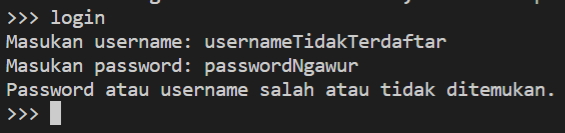 >>> login
Masukan username: usernameTidakTerdaftar
Masukan password: passwordNgawur
Password atau username salah atau tidak ditemukan.
>>>